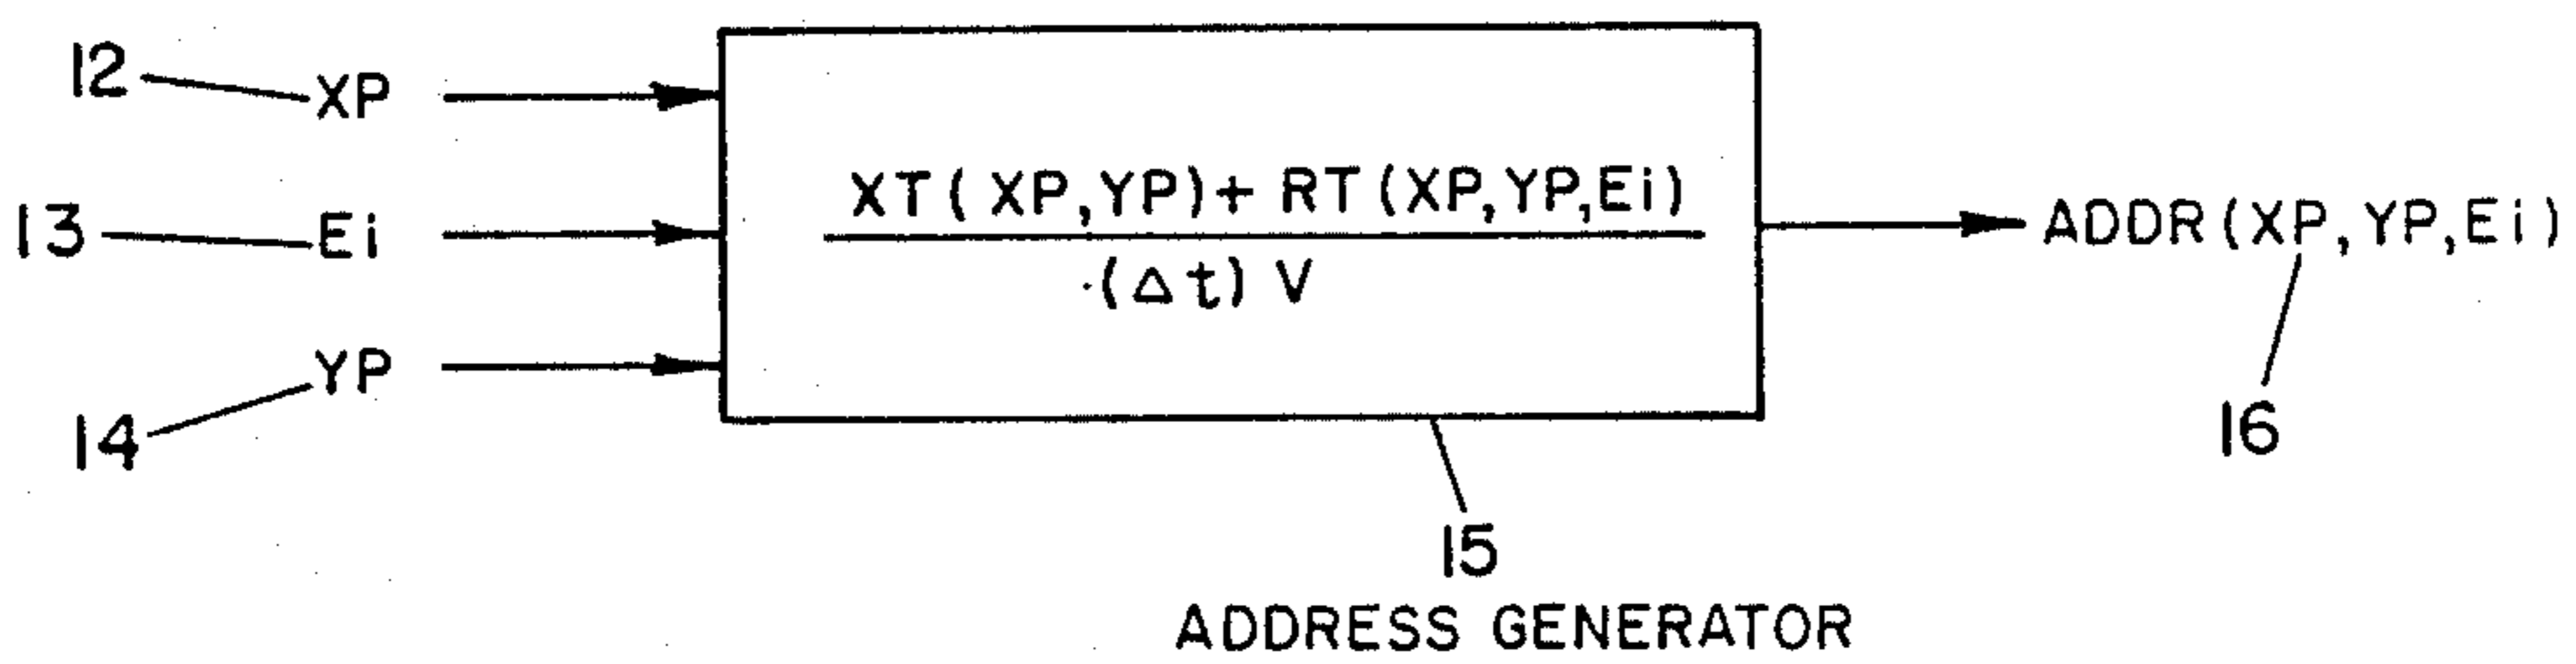 12 XP
13 Ei
14 YP
XT(XP,YP)+ RT(XP,YP,Ei)
(Δt) V
ADDR(XP,YP,Ei)
16
15
ADDRESS GENERATOR